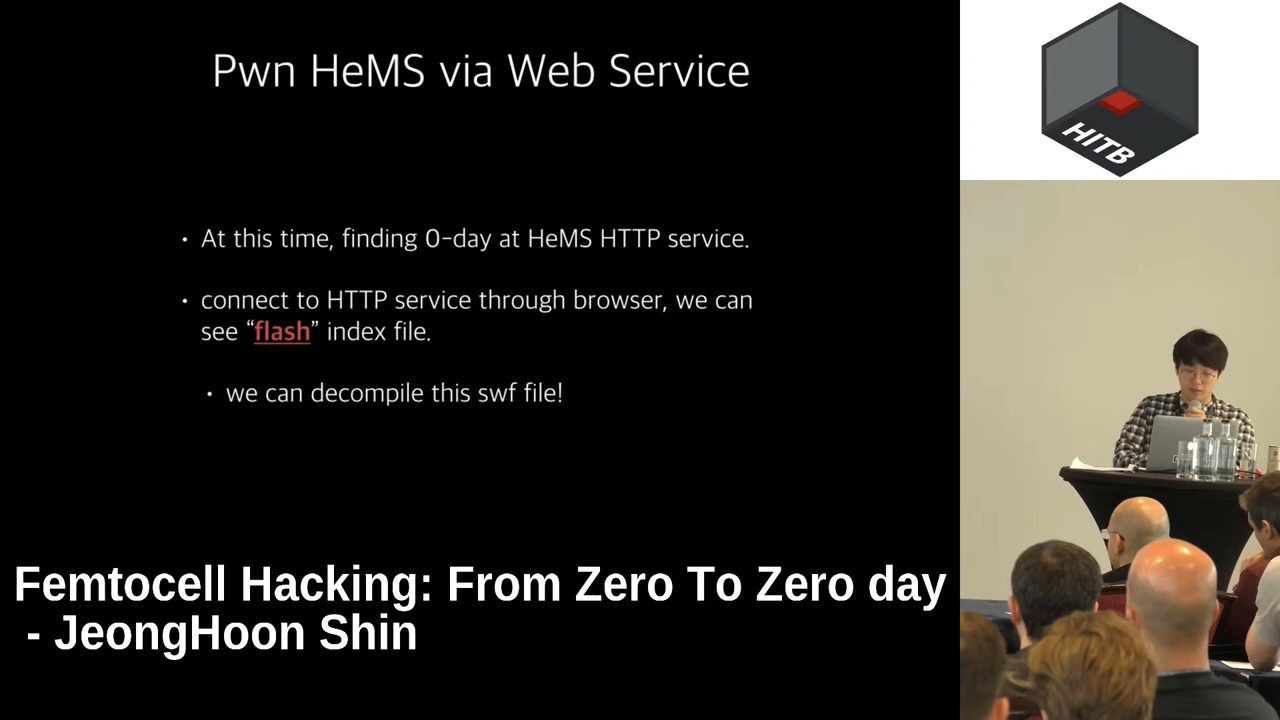 Pwn HeMS via Web Service
• At this time, finding 0-day at HeMS HTTP service.
• connect to HTTP service through browser, we can
see “flash” index file.
• we can decompile this swf file!
Femtocell Hacking: From Zero To Zero day
- JeongHoon Shin
HITB